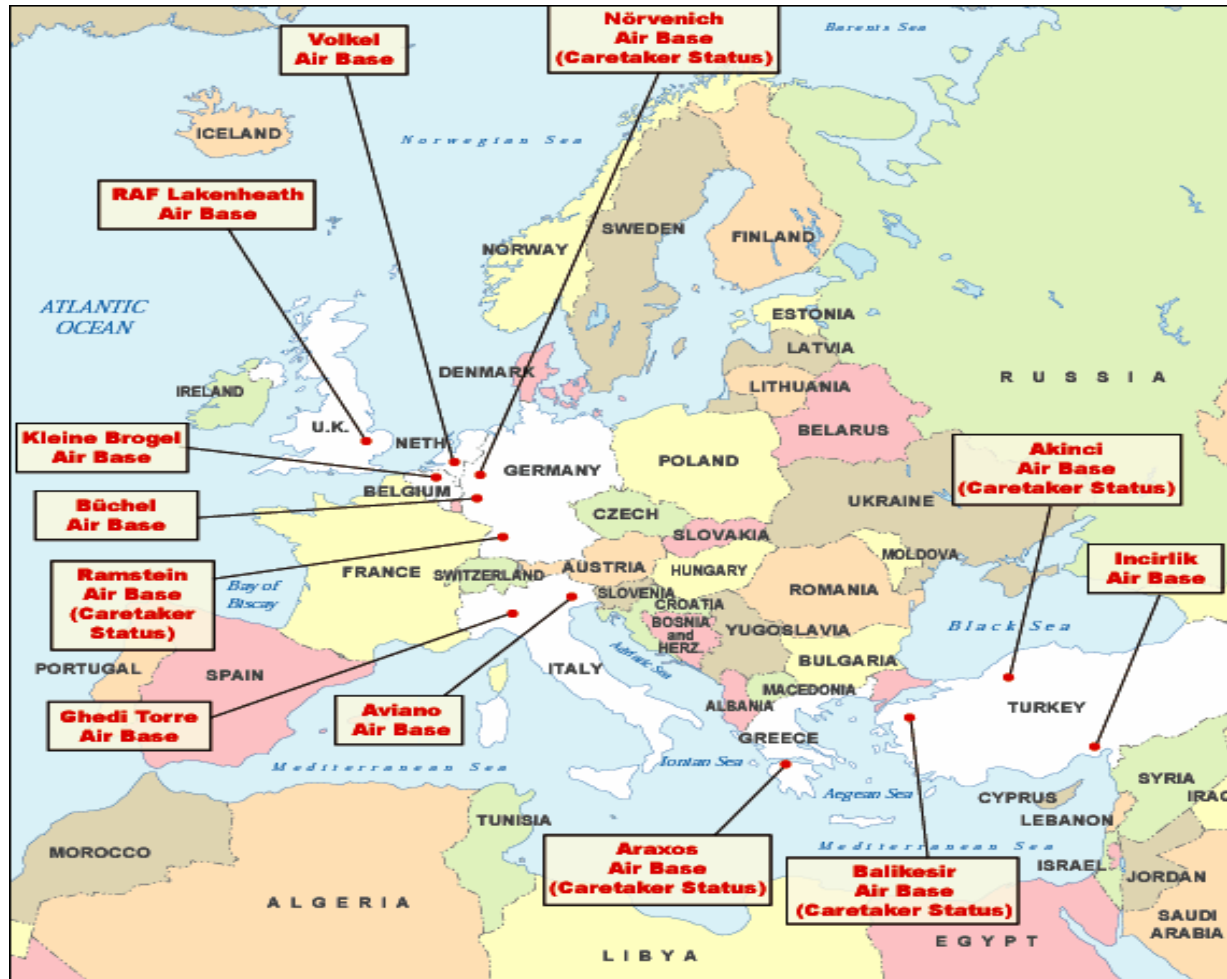 Nörvenich
Air Base
(Caretaker Status)
Volkel
Air Base
Barents Sea
ICELAND
Norwegian Sea
RAF Lakenheath
Air Base
SWEDEN
FINLAND
NORWAY
ATLANTIC
OCEAN
ESTONIA
LATVIA
DENMARK
RUSSIA
LITHUANIA
IRELAND
U.K.
BELARUS
Kleine Brogel
Air Base
NETH
GERMANY
POLAND
Akinci
Air Base
(Caretaker Status)
BELGIUM
UKRAINE
Büchel
Air Base
CZECH
SLOVAKIA
MOLDOVA
Ramstein
Air Base
(Caretaker
Status)
Bay of
Biscay
FRANCE
SWITZERLAND
AUSTRIA
HUNGARY
ROMANIA
Incirlik
Air Base
SLOVENIA
CROATIA
BOSNIA
and
HERZ.
YUGOSLAVIA
Black Sea
PORTUGAL
SPAIN
ITALY
Adriatic Sea
BULGARIA
MACEDONIA
ALBANIA
TURKEY
Ghedi Torre
Air Base
Aviano
Air Base
GREECE
Mediterranean Sea
Iontan Sea
Aegean Sea
SYRIA
CYPRUS
IRAQ
LEBANON
TUNISIA
MOROCCO
Araxos
Air Base
(Caretaker Status)
Mediterranean Sea
Balikesir
Air Base
(Caretaker Status)
ISRAEL
JORDAN
ALGERIA
LIBYA
EGYPT
SAUDI
ARABIA